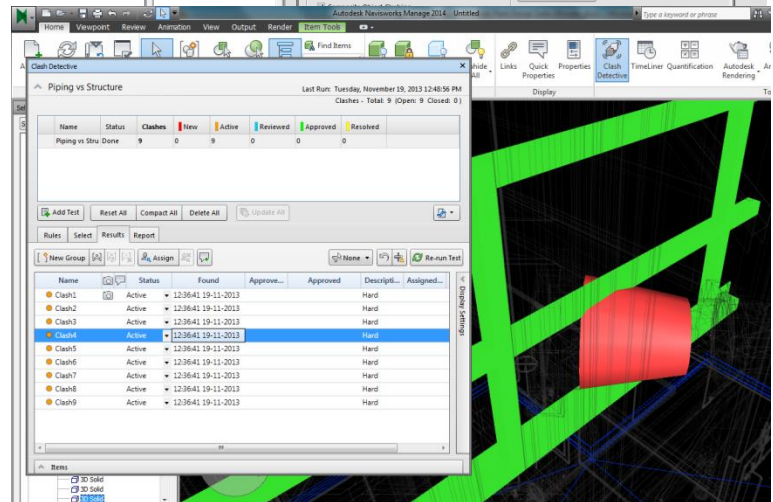 Autodesk Navisworks Manage 2014 Untitled
Type a keyword or phrase
Home Viewpoint Review Animation View Output Render Item Tools
Find Items
Links Quick Properties Properties Clash Detective TimeLiner Quantification Autodesk Rendering
Display
Clash Detective
Piping vs Structure
Last Run: Tuesday, November 19, 2013 12:48:56 PM
Clashes - Total: 9 (Open: 9 Closed: 0)
Name Status Clashes New Active Reviewed Approved Resolved
Piping vs Stru Done 9 0 9 0 0 0
Add Test Reset All Compact All Delete All Update All
Rules Select Results Report
New Group Assign None Re-run Test
Name Status Found Approve... Approved Descripti... Assigned...
Display Settings
Clash1 Active 12:36:41 19-11-2013 Hard
Clash2 Active 12:36:41 19-11-2013 Hard
Clash3 Active 12:36:41 19-11-2013 Hard
Clash4 Active 12:36:41 19-11-2013 Hard
Clash5 Active 12:36:41 19-11-2013 Hard
Clash6 Active 12:36:41 19-11-2013 Hard
Clash7 Active 12:36:41 19-11-2013 Hard
Clash8 Active 12:36:41 19-11-2013 Hard
Clash9 Active 12:36:41 19-11-2013 Hard
Items
3D Solid
3D Solid
3D Solid